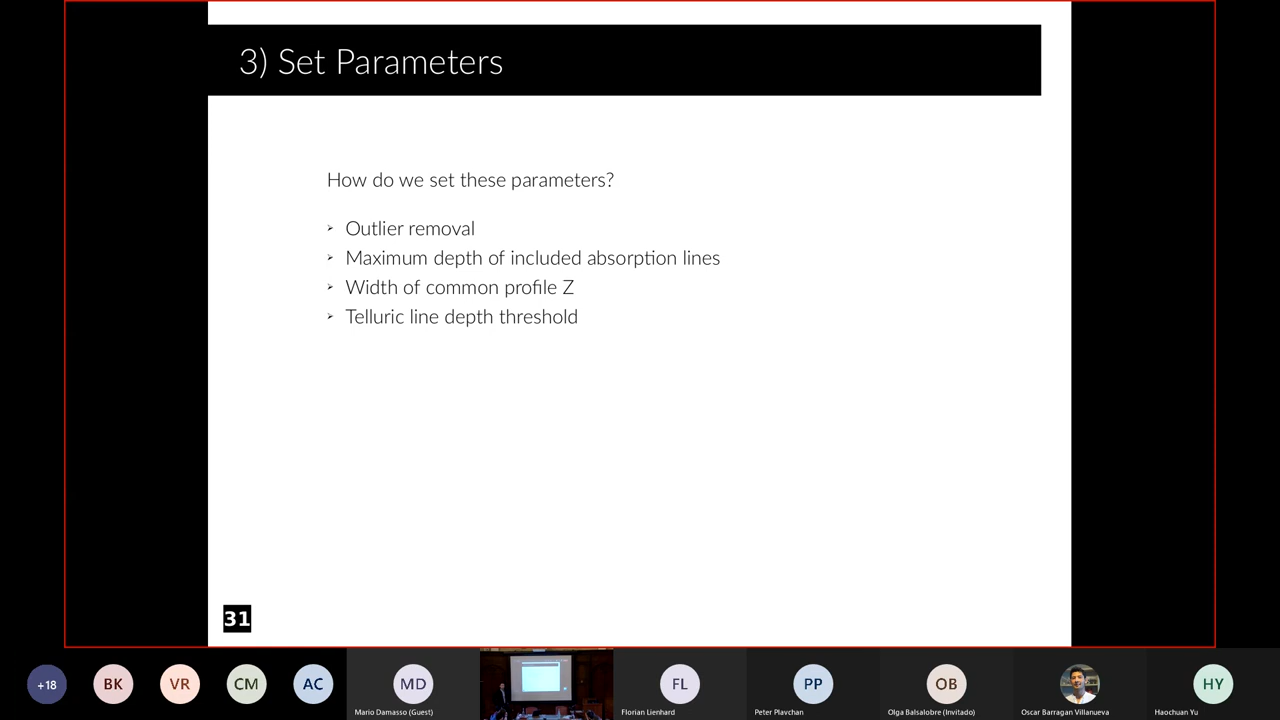 3) Set Parameters
How do we set these parameters?
Outlier removal
Maximum depth of included absorption lines
Width of common profile Z
Telluric line depth threshold
31
+18
BK
VR
CM
AC
MD
FL
PP
OB
HY
Mario Damasso (Guest)
Florian Lienhard
Peter Plavchan
Olga Balsalobre (Invitado)
Oscar Barragan Villanueva
Haochuan Yu